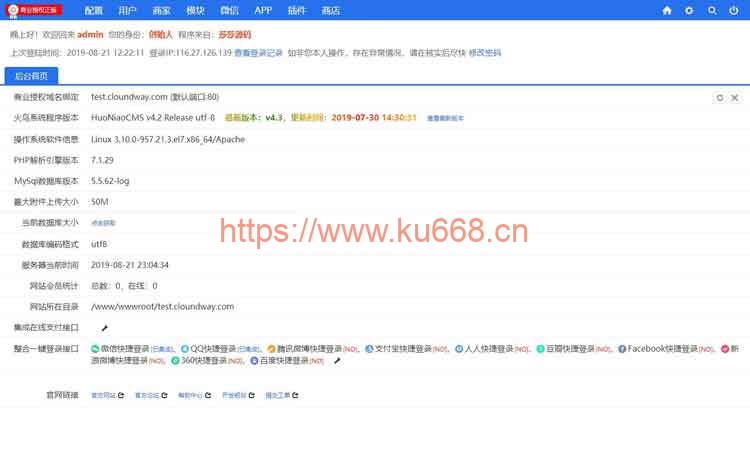 商业授权正版 配置 用户 商家 模块 微信 APP 插件 商店
晚上好！欢迎回来 admin 您的身份：创始人 程序来自：莎莎源码
上次登陆时间：2019-08-21 12:22:11 登录IP:116.27.126.139 查看登录记录 如非您本人操作，存在异常情况，请在核实后尽快 修改密码
后台首页
商业授权域名绑定 test.cloundway.com (默认端口:80)
火鸟系统程序版本 HuoNiaoCMS v4.2 Release utf-8 最新版本：v4.3，更新时间：2019-07-30 14:30:31 查看最新版本
操作系统软件信息 Linux 3.10.0-957.21.3.el7.x86_64/Apache
PHP解析引擎版本 7.1.29
MySql数据库版本 5.5.62-log
最大附件上传大小 50M
当前数据库大小 点击获取
https://www.ku668.cn
数据库编码格式 utf8
服务器当前时间 2019-08-21 23:04:34
网站会员统计 总数：0，在线：0
网站所在目录 /www/wwwroot/test.cloundway.com
集成在线支付接口
整合一键登录接口 微信快捷登录[已集成]、 QQ快捷登录[已集成]、 腾讯微博快捷登录[NO]、 支付宝快捷登录[NO]、 人人快捷登录[NO]、 豆瓣快捷登录[NO]、 Facebook快捷登录[NO]、 新
浪微博快捷登录[NO]、 360快捷登录[NO]、 百度快捷登录[NO]
官网链接 官方网站 官方论坛 帮助中心 开发规划 提交工单